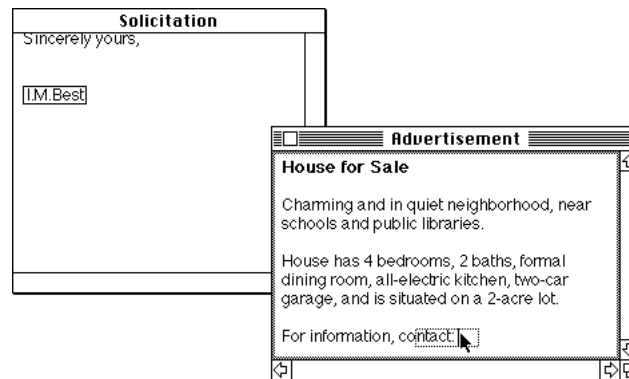 Solicitation
Sincerely yours,
I.M.Best
Advertisement
House for Sale
Charming and in quiet neighborhood, near
schools and public libraries.
House has 4 bedrooms, 2 baths, formal
dining room, all-electric kitchen, two-car
garage, and is situated on a 2-acre lot.
For information, contact: